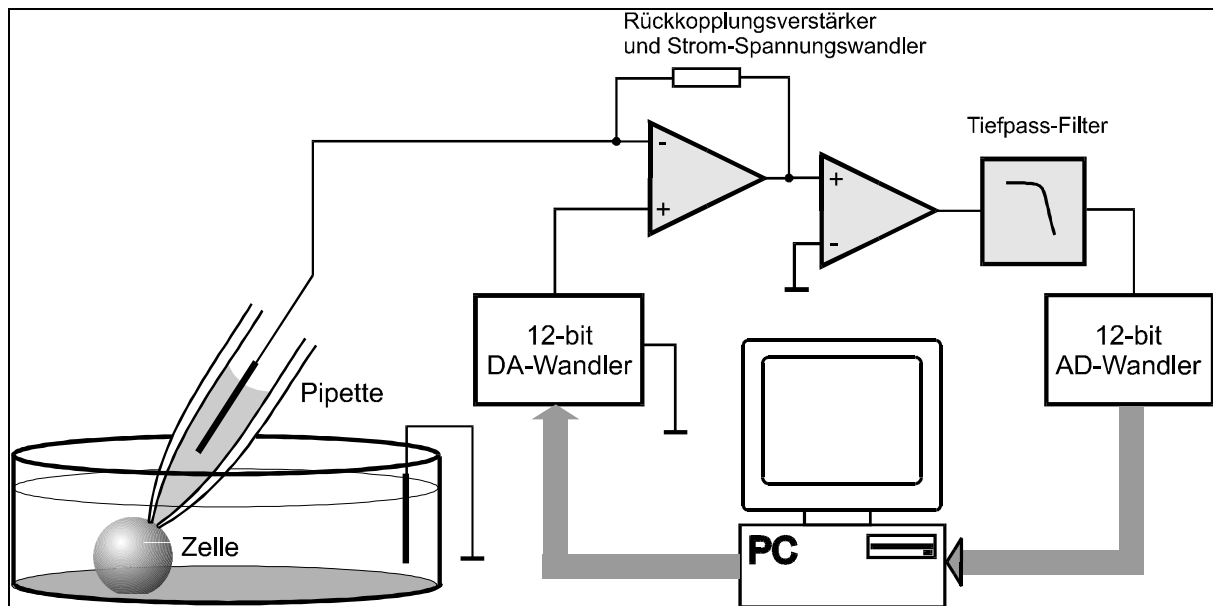 Rückkopplungsverstärker
und Strom-Spannungswandler
Tiefpass-Filter
-
+
+
-
12-bit
DA-Wandler
12-bit
AD-Wandler
Pipette
Zelle
PC